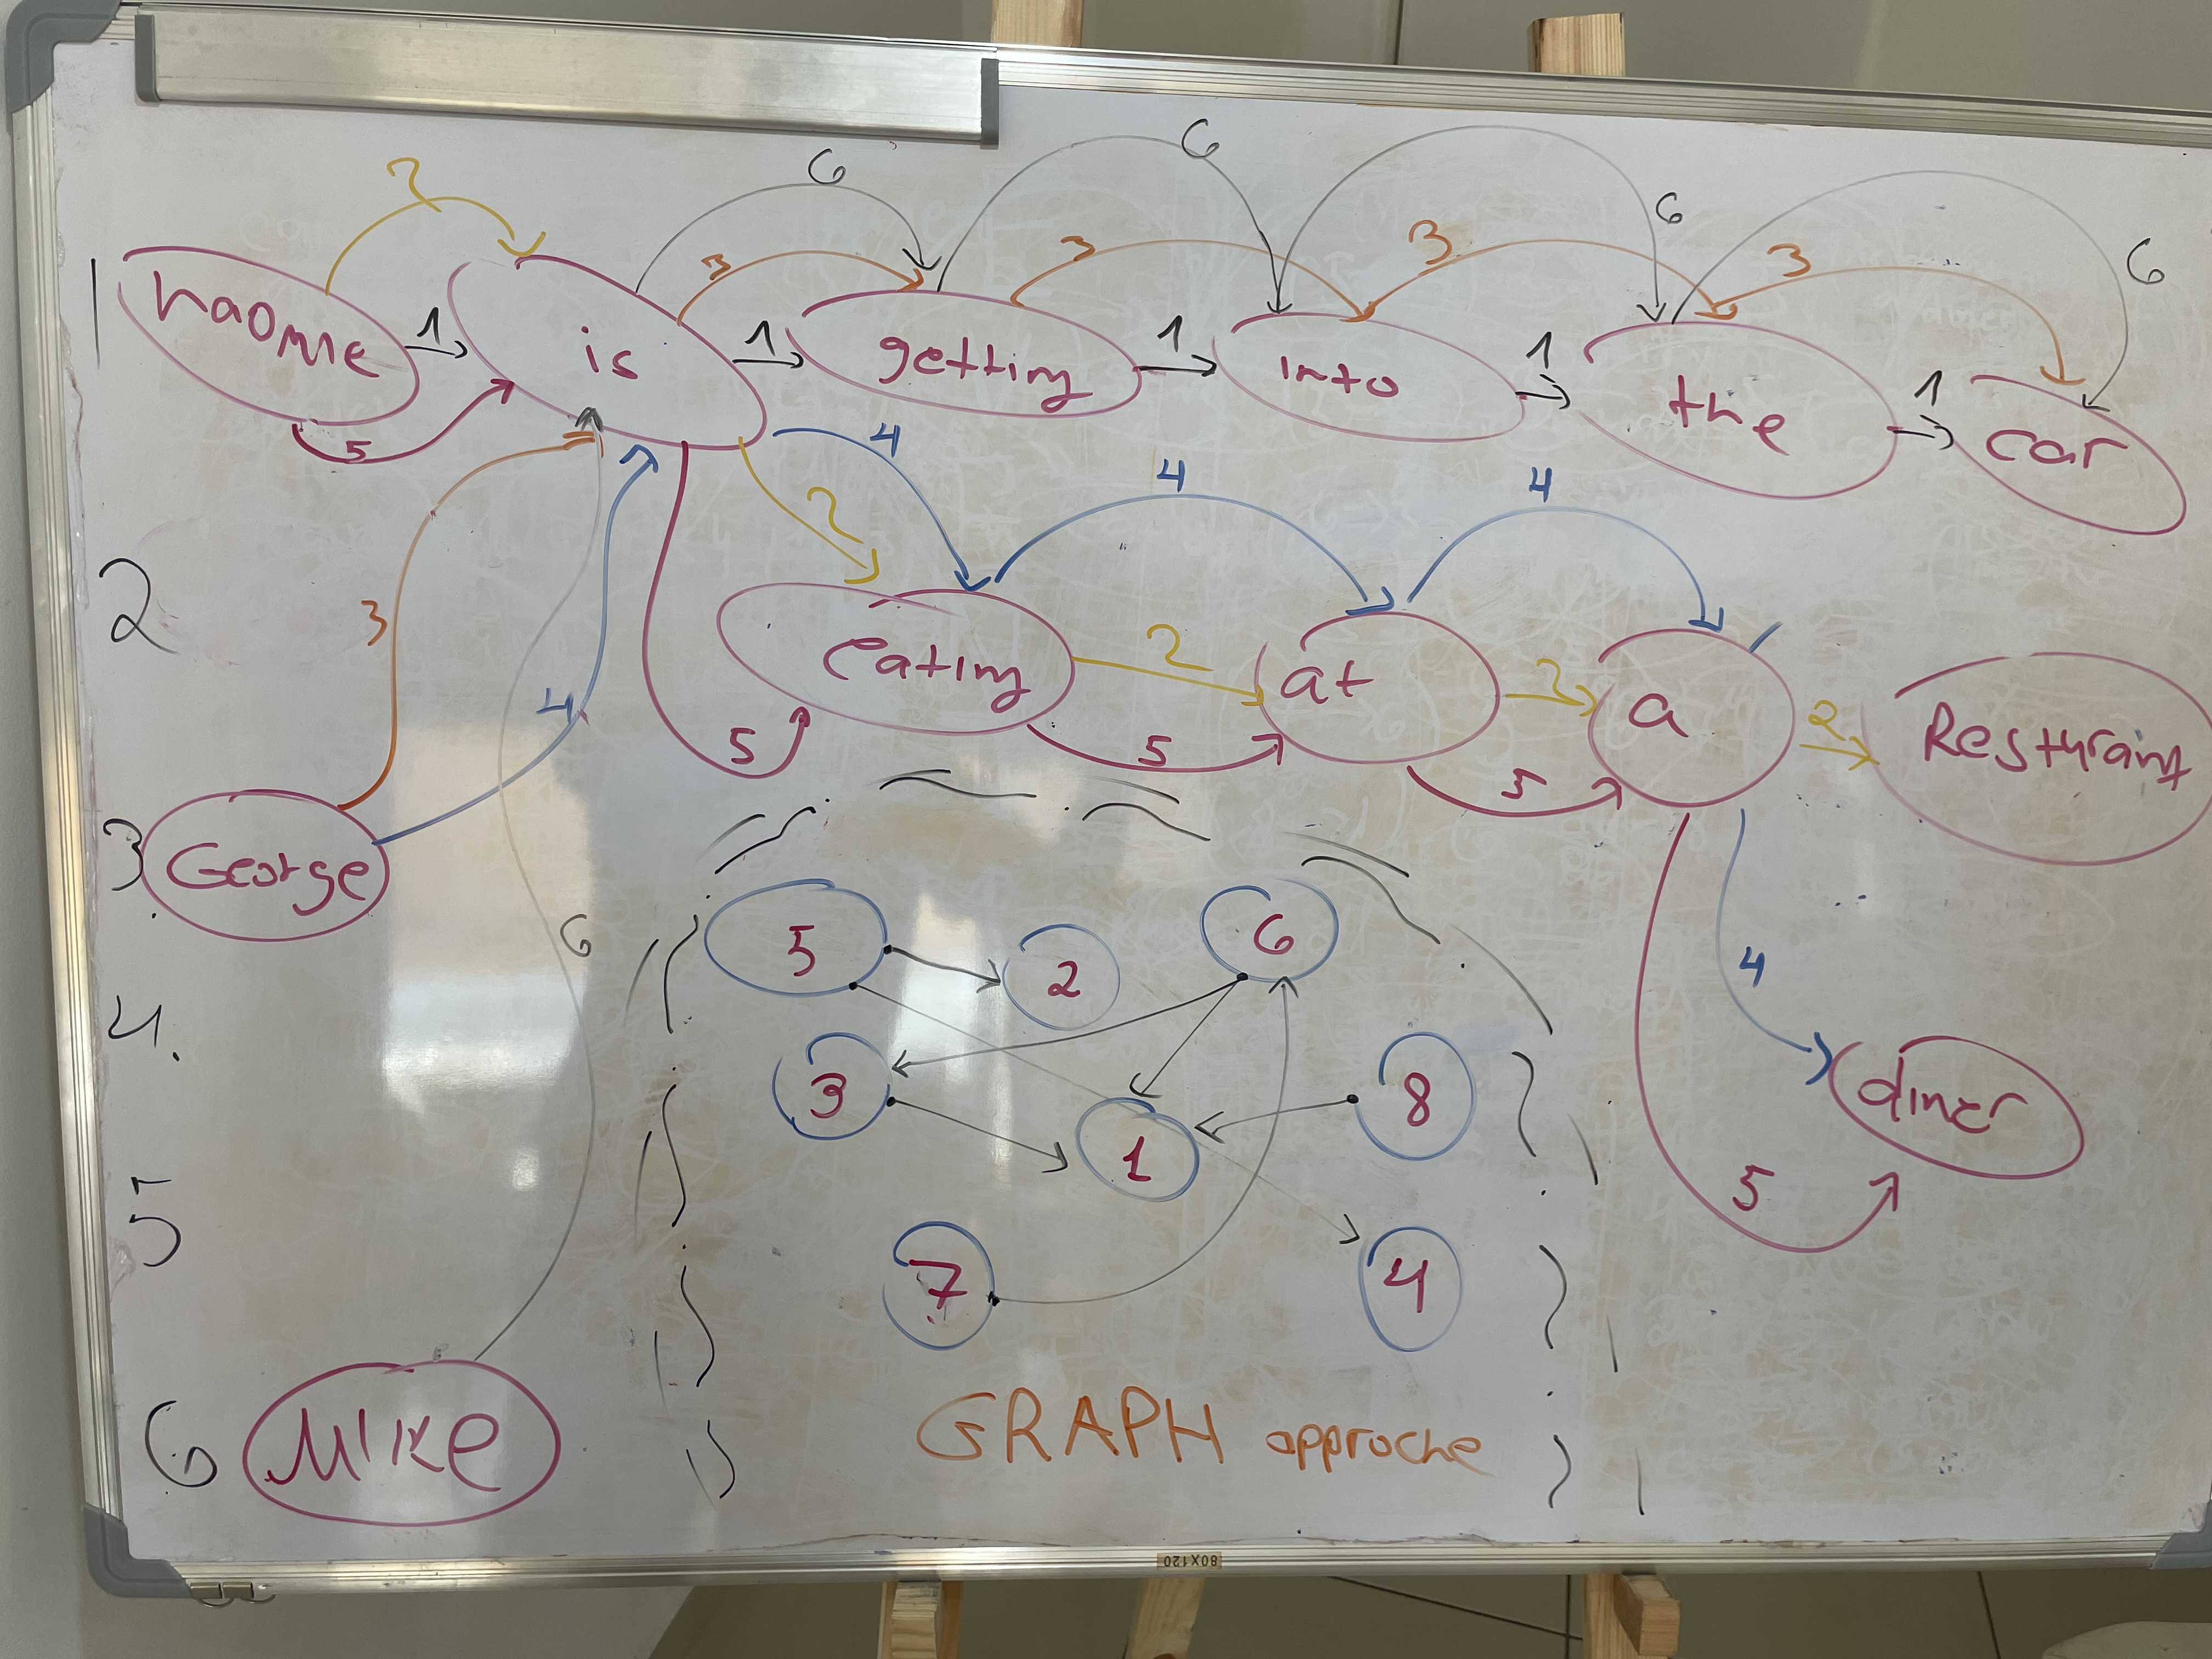 2 6 6 6 6
3 3 3 3
1 naomie 1 is 1 getting 1 into 1 the 1 car
5 4 4 4
2 2
3 eating 2 at 2 a 2 Resturaint
4 5 5 5
3 George
6 5 2 6 4
4. 3 8
1 diner
5 5
7 4
6 Mike GRAPH approche
80X120